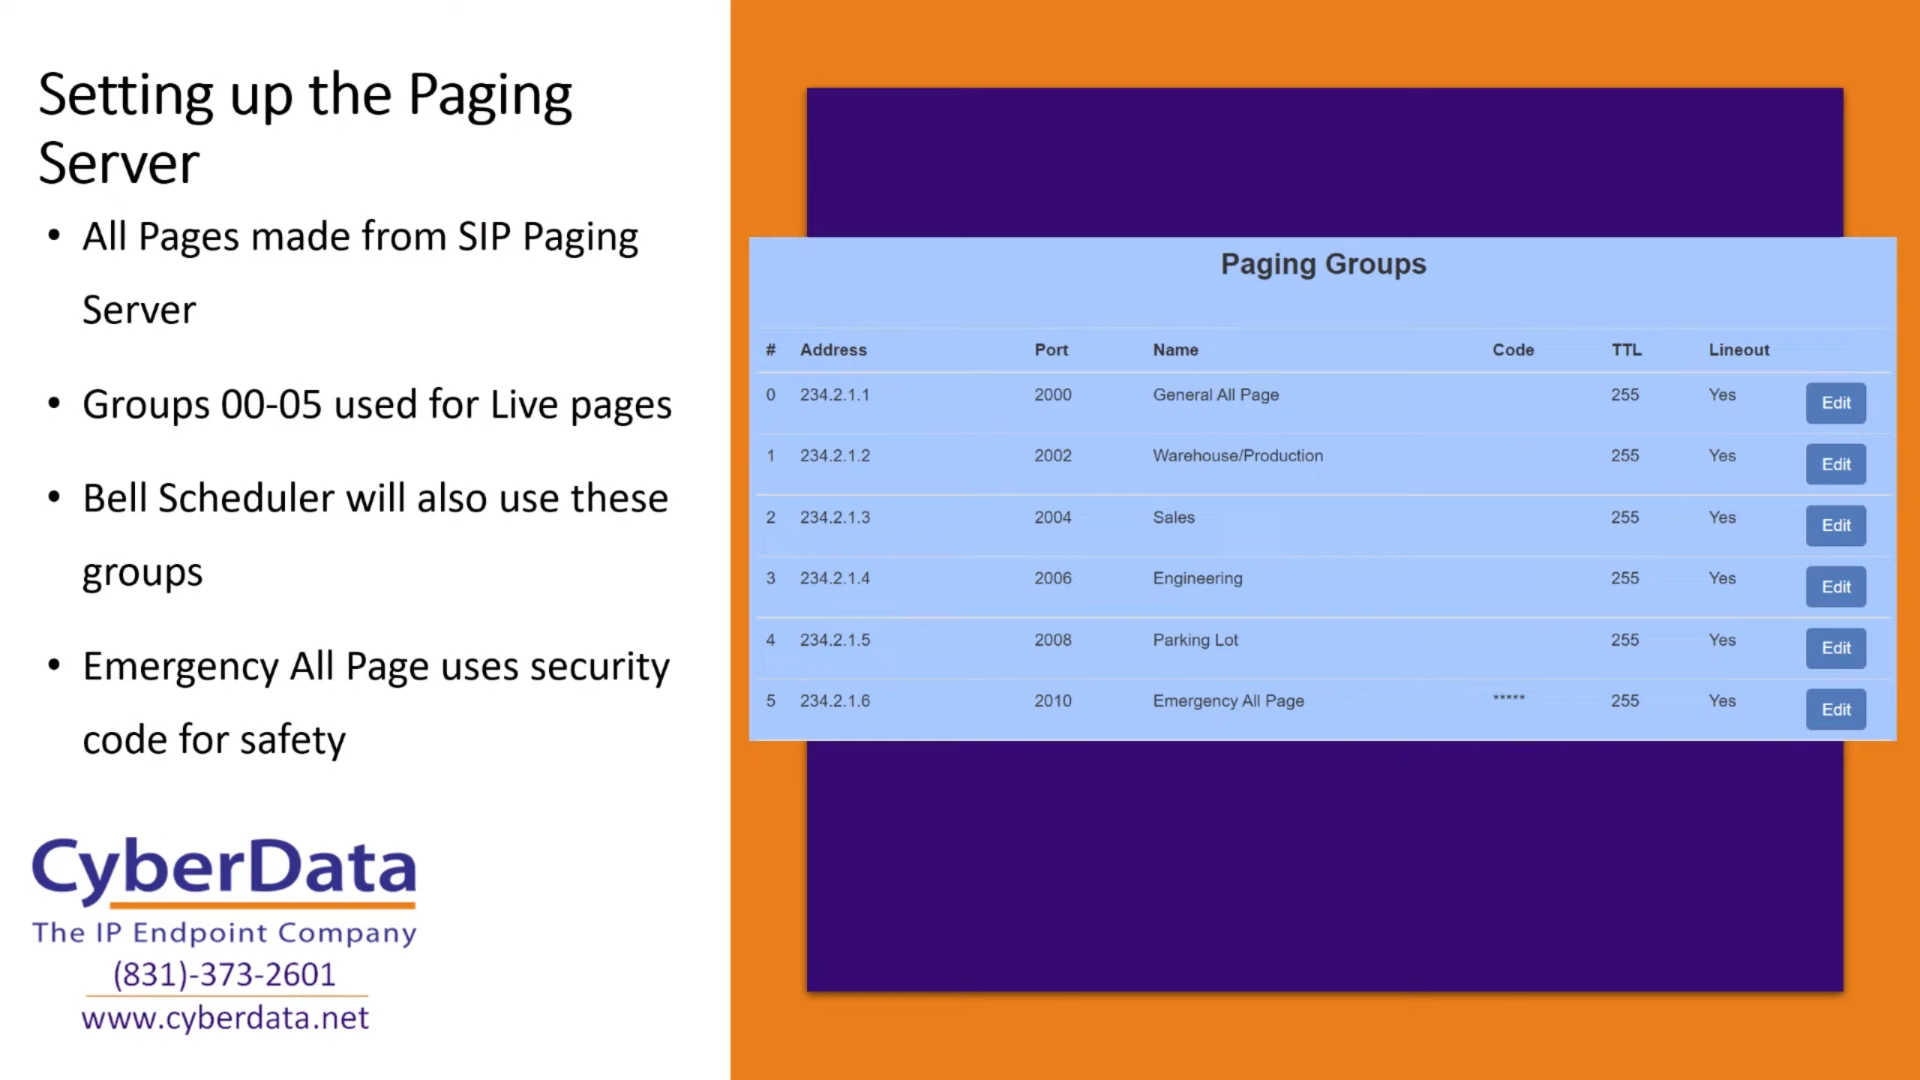 Setting up the Paging
Server
• All Pages made from SIP Paging
Server
• Groups 00-05 used for Live pages
• Bell Scheduler will also use these
groups
• Emergency All Page uses security
code for safety
CyberData
The IP Endpoint Company
(831)-373-2601
www.cyberdata.net
Paging Groups
# Address Port Name Code TTL Lineout
0 234.2.1.1 2000 General All Page 255 Yes Edit
1 234.2.1.2 2002 Warehouse/Production 255 Yes Edit
2 234.2.1.3 2004 Sales 255 Yes Edit
3 234.2.1.4 2006 Engineering 255 Yes Edit
4 234.2.1.5 2008 Parking Lot 255 Yes Edit
5 234.2.1.6 2010 Emergency All Page ***** 255 Yes Edit